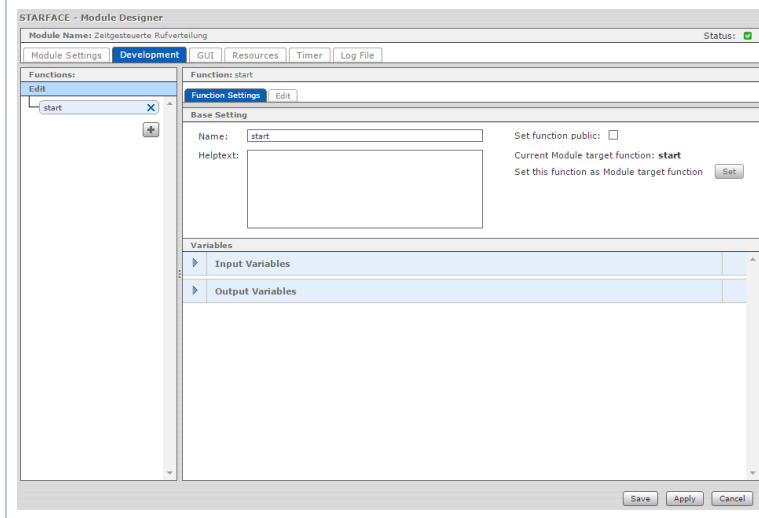 STARFACE - Module Designer
Module Name: Zeitgesteuerte Rufverteilung Status:
Module Settings Development GUI Resources Timer Log File
Functions: Function: start
Edit Function Settings Edit
start
Base Setting
Name: start Set function public:
Helptext: Current Module target function: start
Set this function as Module target function Set
Variables
Input Variables
Output Variables
Save Apply Cancel